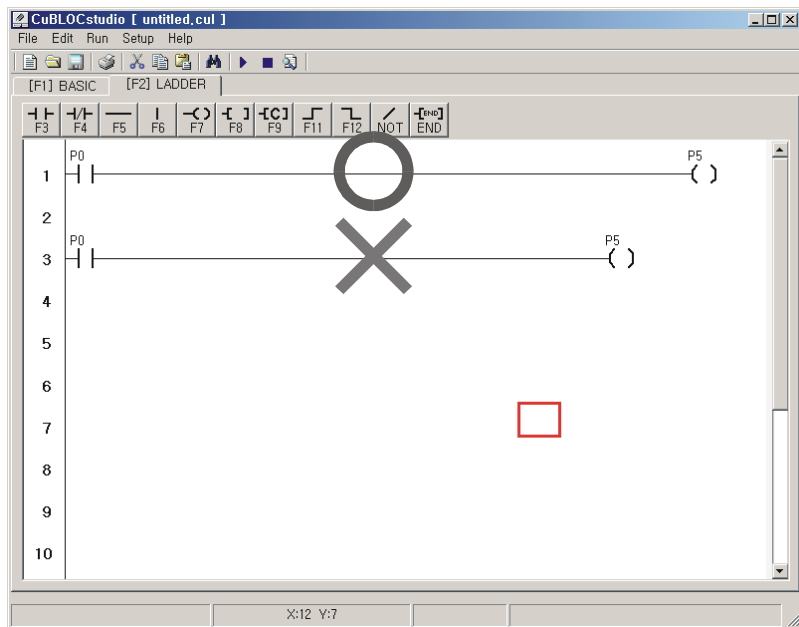 CuBLOCstudio [ untitled.cul ]
File Edit Run Setup Help
[F1] BASIC [F2] LADDER
F3 F4 F5 F6 F7 F8 [C] F9 F11 F12 NOT [END] END
P0 P5
1
2
P0 P5
3
4
5
6
7
8
9
10
X:12 Y:7